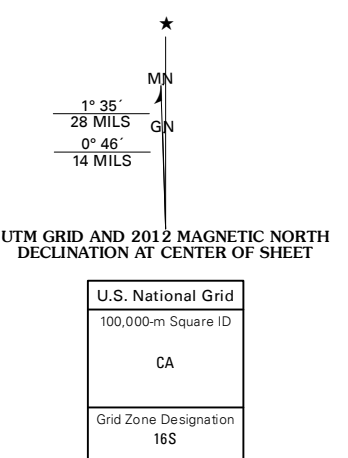 ★
MN
1° 35´
28 MILS
GN
0° 46´
14 MILS
UTM GRID AND 2012 MAGNETIC NORTH
DECLINATION AT CENTER OF SHEET
U.S. National Grid
100,000-m Square ID
CA
Grid Zone Designation
16S